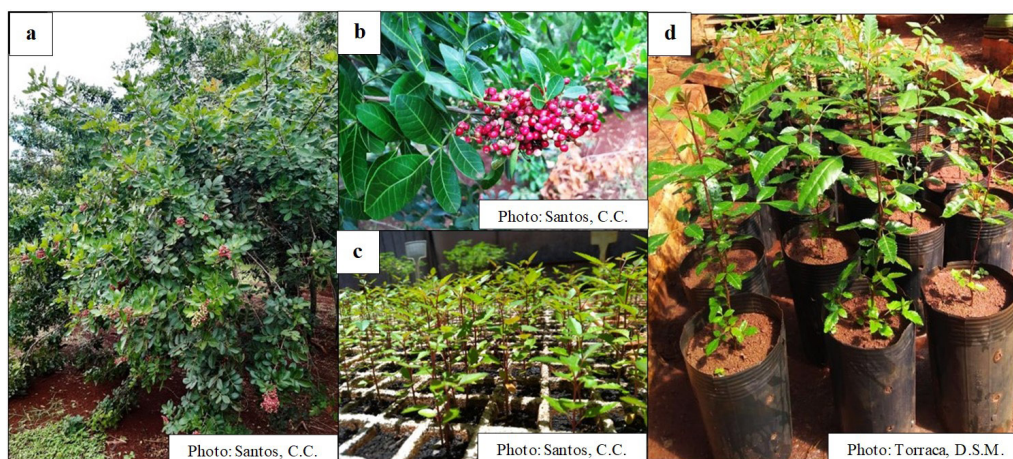 a
Photo: Santos, C.C.
b
Photo: Santos, C.C.
c
Photo: Santos, C.C.
d
Photo: Torraca, D.S.M.